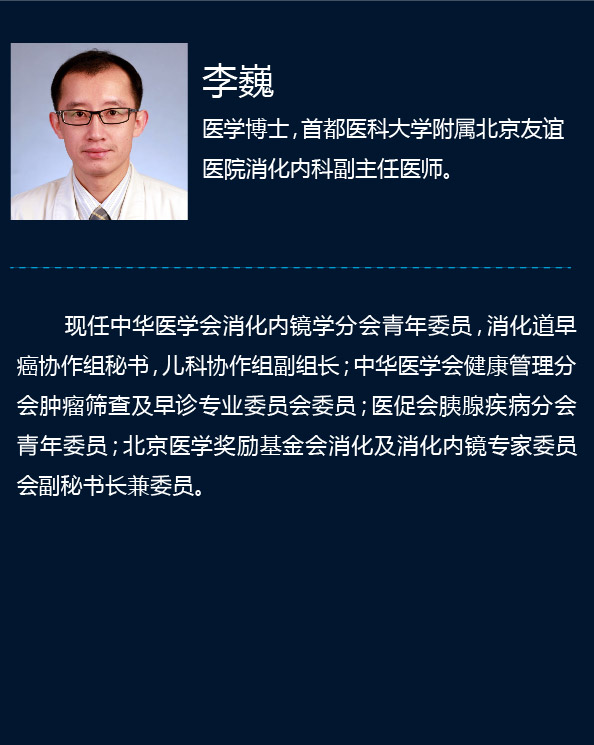 李巍
医学博士,首都医科大学附属北京友谊
医院消化内科副主任医师。
现任中华医学会消化内镜学分会青年委员,消化道早
癌协作组秘书,儿科协作组副组长;中华医学会健康管理分
会肿瘤筛查及早诊专业委员会委员;医促会胰腺疾病分会
青年委员;北京医学奖励基金会消化及消化内镜专家委员
会副秘书长兼委员。